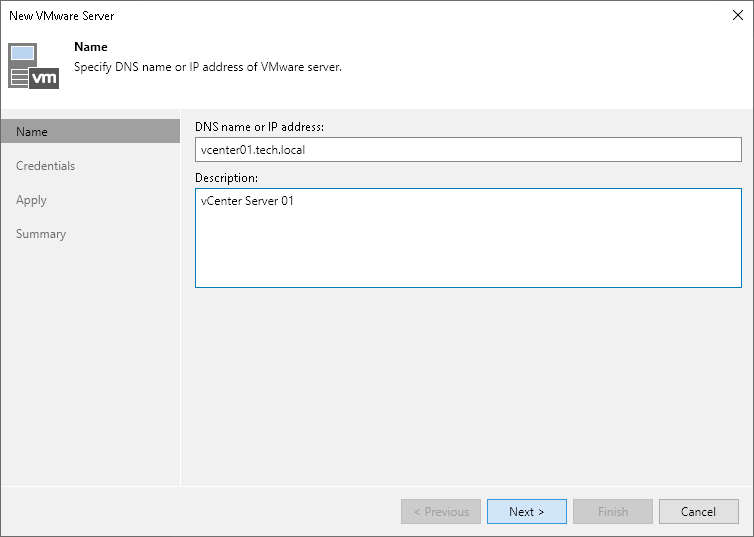 New VMware Server
Name
Specify DNS name or IP address of VMware server.
vm
Name
Credentials
Apply
Summary
DNS name or IP address:
vcenter01.tech.local
Description:
vCenter Server 01
< Previous
Next >
Finish
Cancel